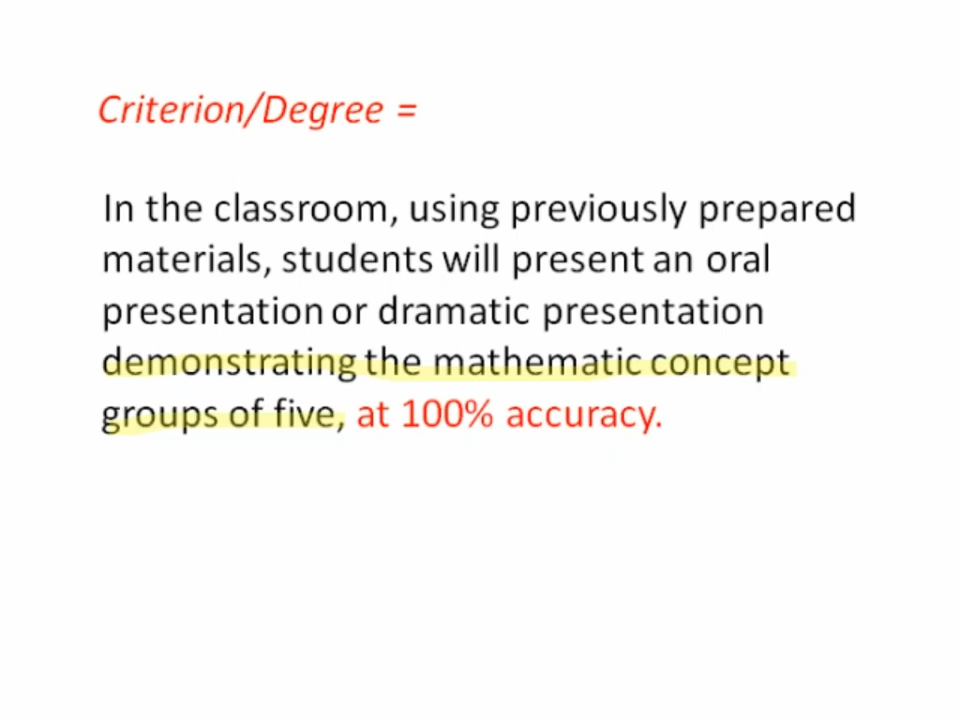 Criterion/Degree =
In the classroom, using previously prepared
materials, students will present an oral
presentation or dramatic presentation
demonstrating the mathematic concept
groups of five, at 100% accuracy.